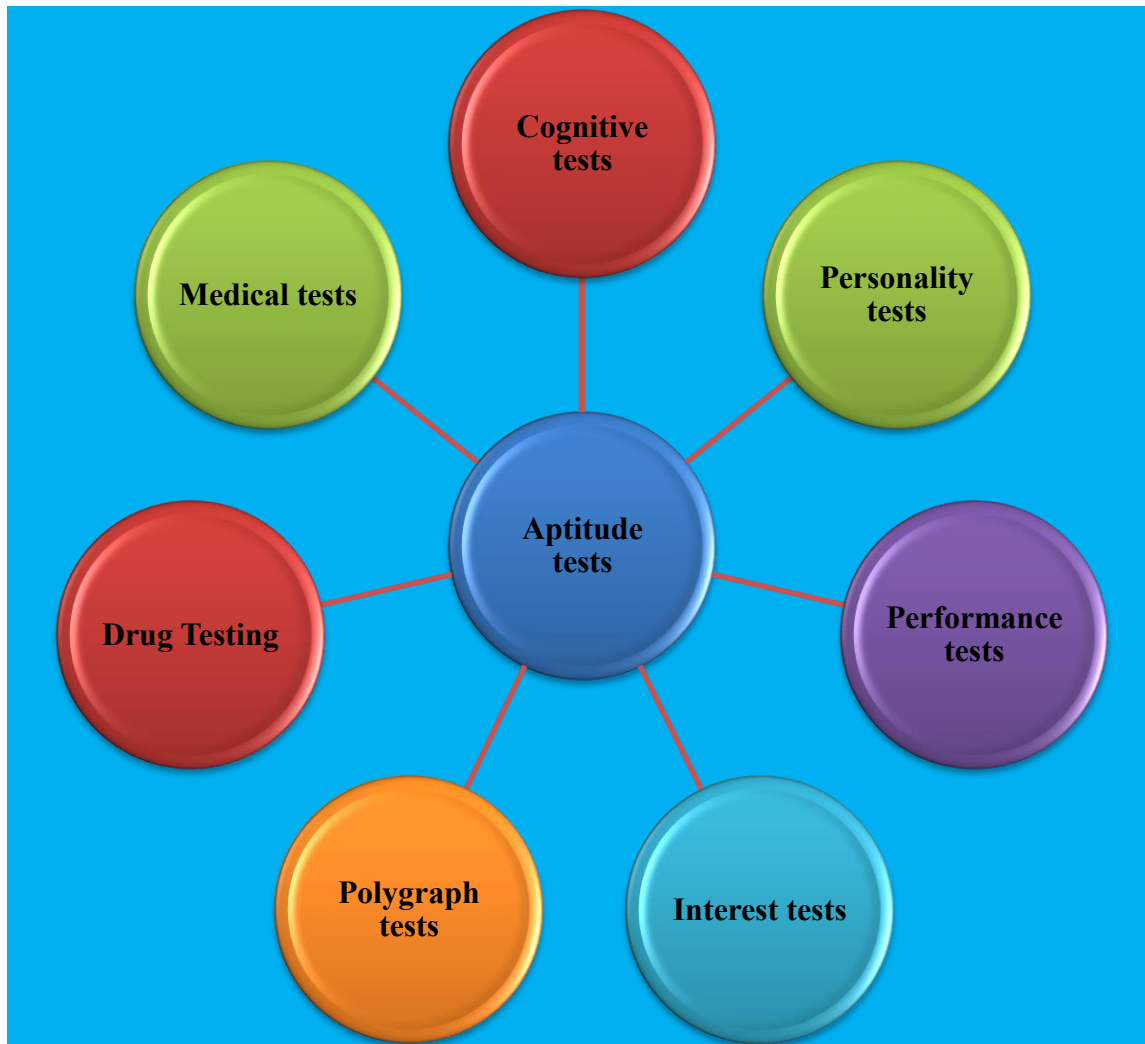 Cognitive
tests
Medical tests
Personality
tests
Aptitude
tests
Drug Testing
Performance
tests
Polygraph
tests
Interest tests